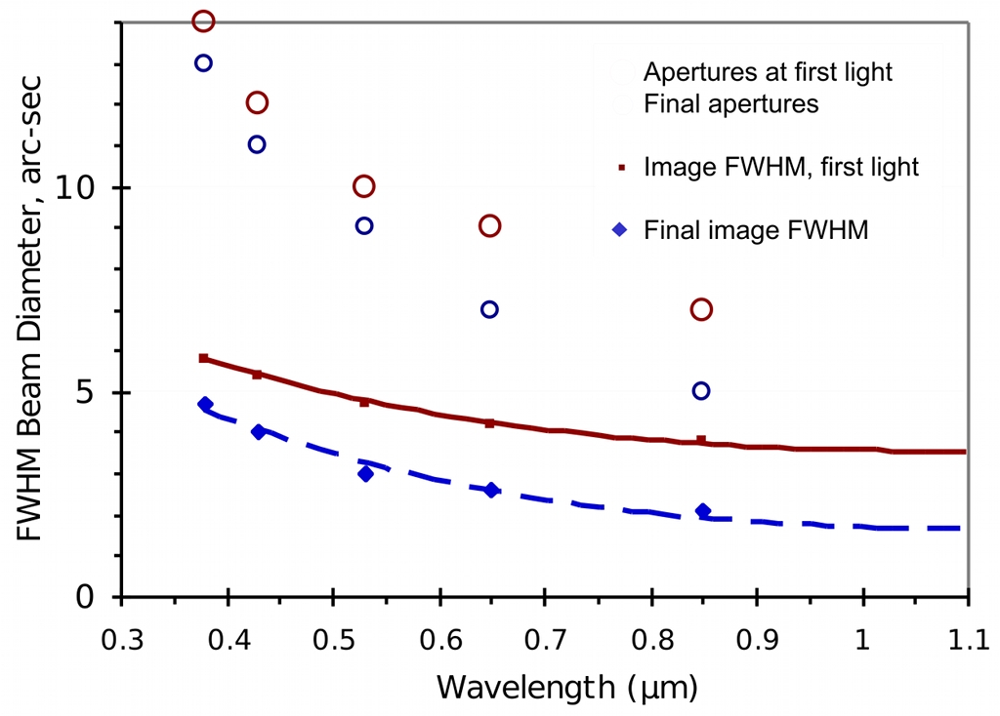 FWHM Beam Diameter, arc-sec
10
5
0
Apertures at first light
Final apertures
Image FWHM, first light
Final image FWHM
0.3 0.4 0.5 0.6 0.7 0.8 0.9 1 1.1
Wavelength (μm)